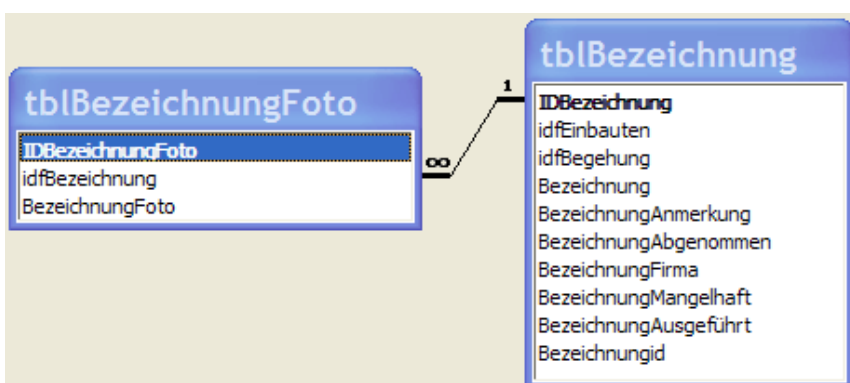 tblBezeichnungFoto
IDBezeichnungFoto
idfBezeichnung
BezeichnungFoto
∞
1
tblBezeichnung
IDBezeichnung
idfEinbauten
idfBegehung
Bezeichnung
BezeichnungAnmerkung
BezeichnungAbgenommen
BezeichnungFirma
BezeichnungMangelhaft
BezeichnungAusgeführt
Bezeichnungid